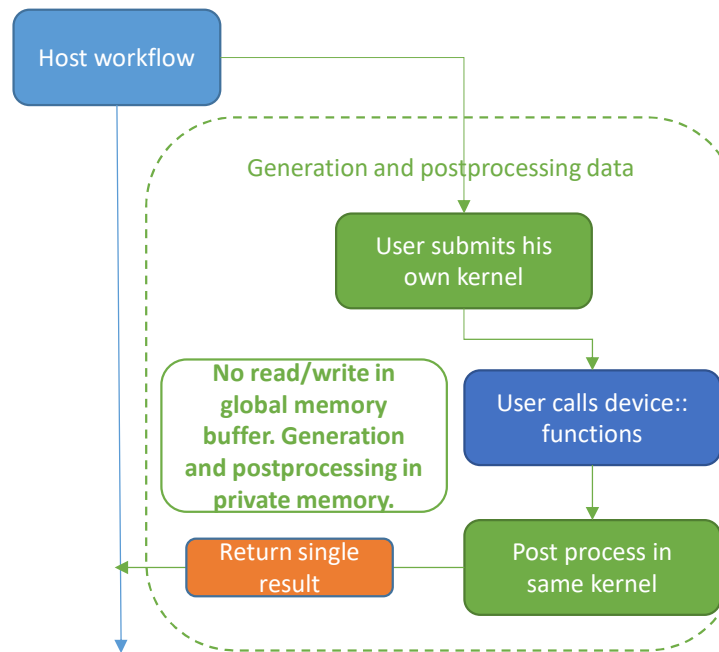 Host workflow
Generation and postprocessing data
User submits his
own kernel
No read/write in
global memory
buffer. Generation
and postprocessing in
private memory.
User calls device::
functions
Return single
result
Post process in
same kernel